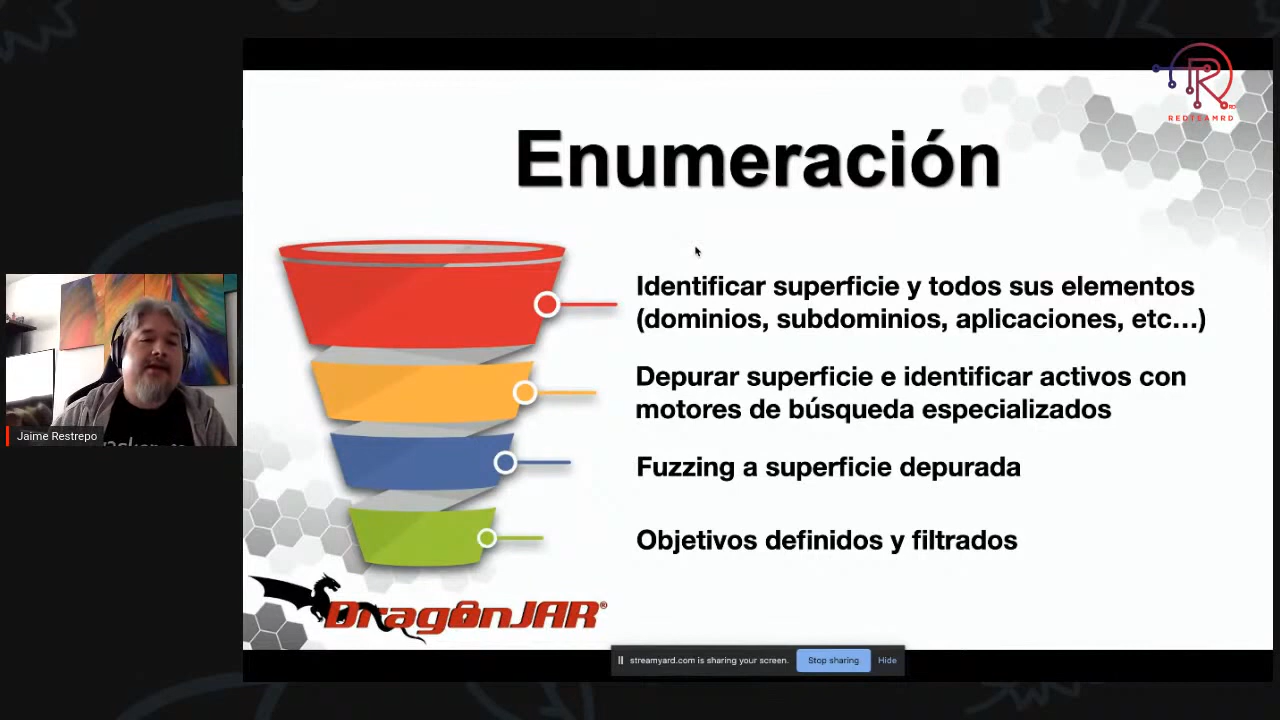 REDTEAMRD
Enumeración
Identificar superficie y todos sus elementos
(dominios, subdominios, aplicaciones, etc...)
Depurar superficie e identificar activos con
motores de búsqueda especializados
Fuzzing a superficie depurada
Objetivos definidos y filtrados
Jaime Restrepo
DragonJAR®
streamyard.com is sharing your screen.
Stop sharing
Hide